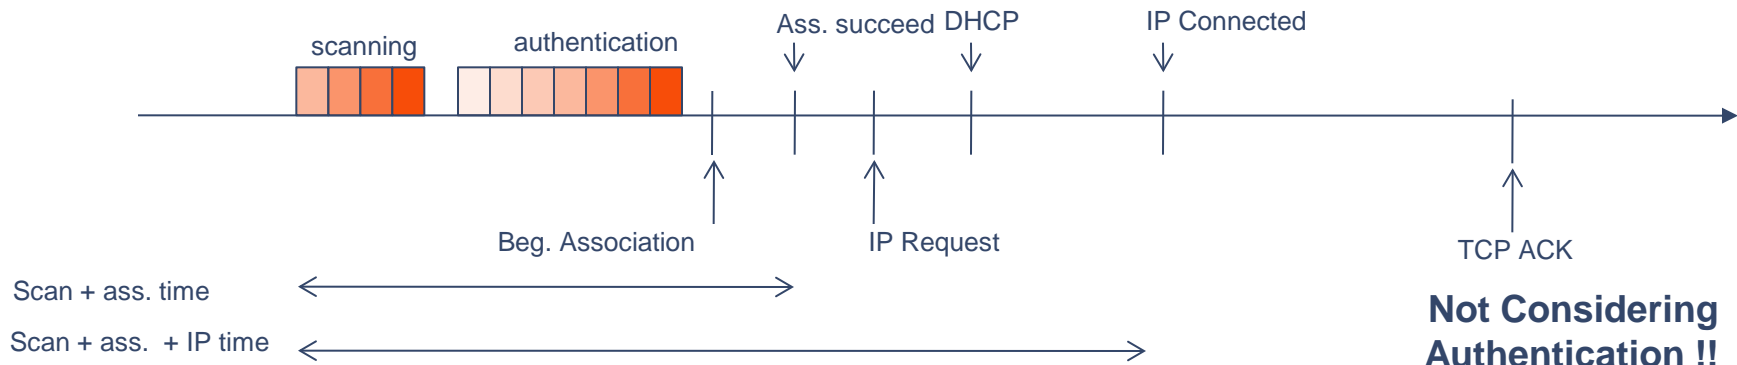 Ass. succeed DHCP IP Connected
scanning authentication
Beg. Association IP Request TCP ACK
Scan + ass. time
Scan + ass. + IP time
Not Considering
Authentication !!